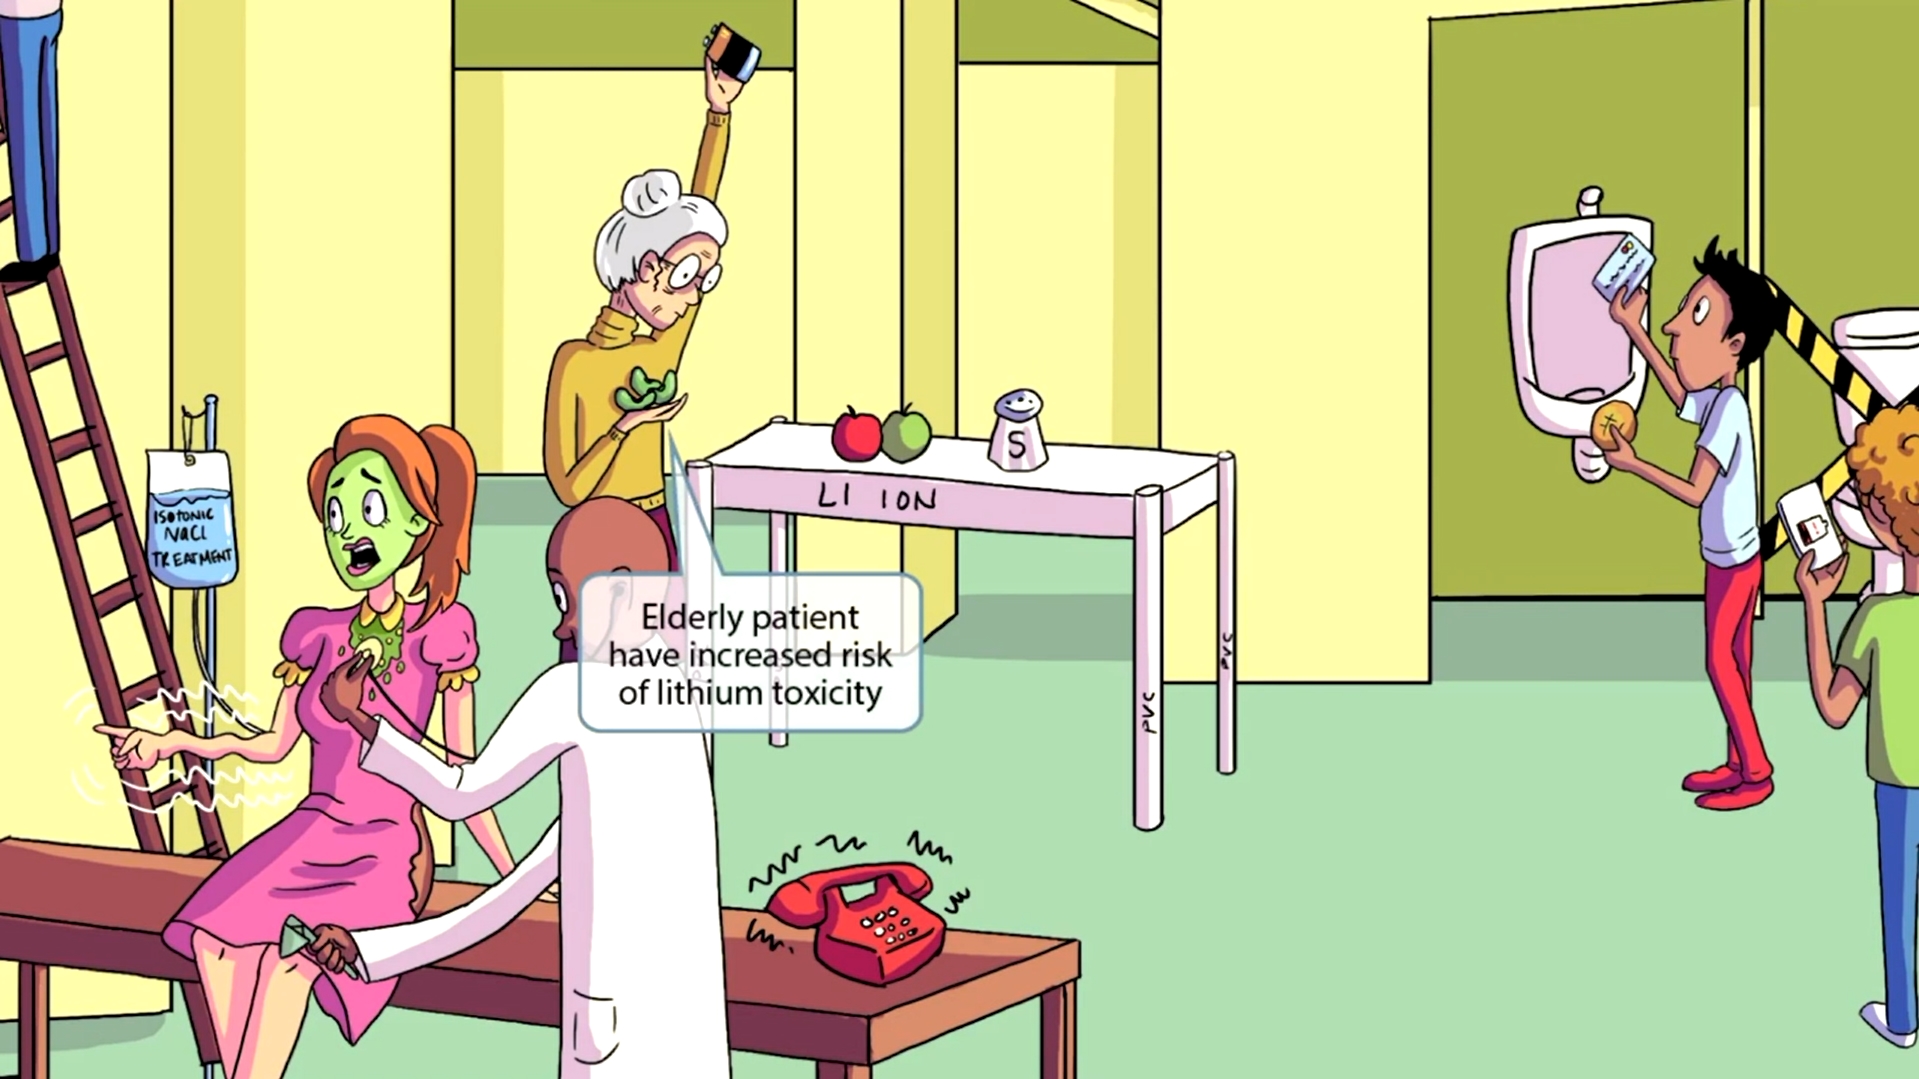 ISOTONIC
NaCl
TREATMENT
S
LI ION
Elderly patient
have increased risk
of lithium toxicity
PVC
PVC